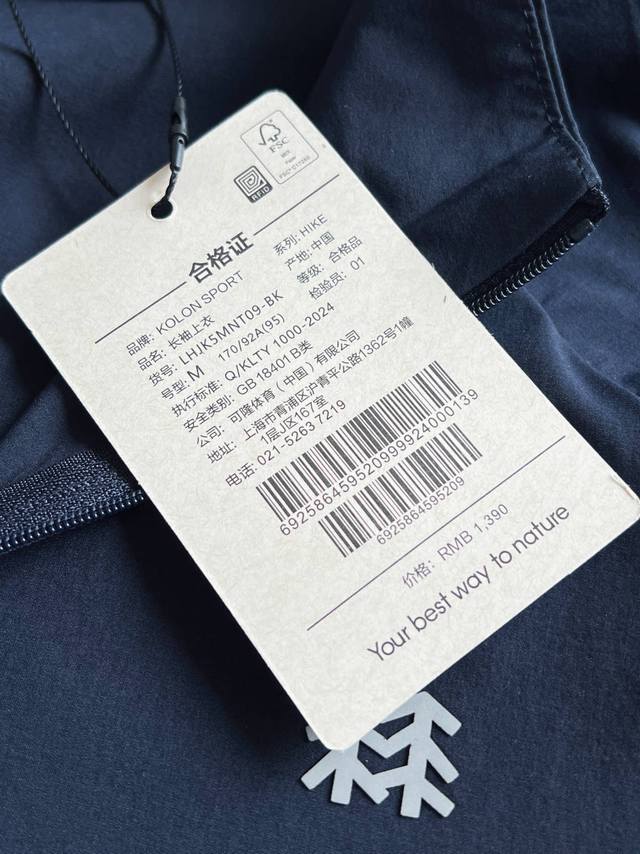 FSC
RFID
合格证
品牌: KOLON SPORT 系列: HIKE
品名: 长袖上衣 产地: 中国
货号: LHJK5MNT09-BK 等级: 合格品
号型: M 170/92A(95) 检验员: 01
执行标准: Q/KLTY 1000-2024
安全类别: GB 18401 B类
公司: 可隆体育（中国）有限公司
地址: 上海市青浦区沪青平公路1362号1幢
1层J区167室
电话: 021-5263 7219
6925864595209999924000139
6925864595209
价格: RMB 1,390
Your best way to nature